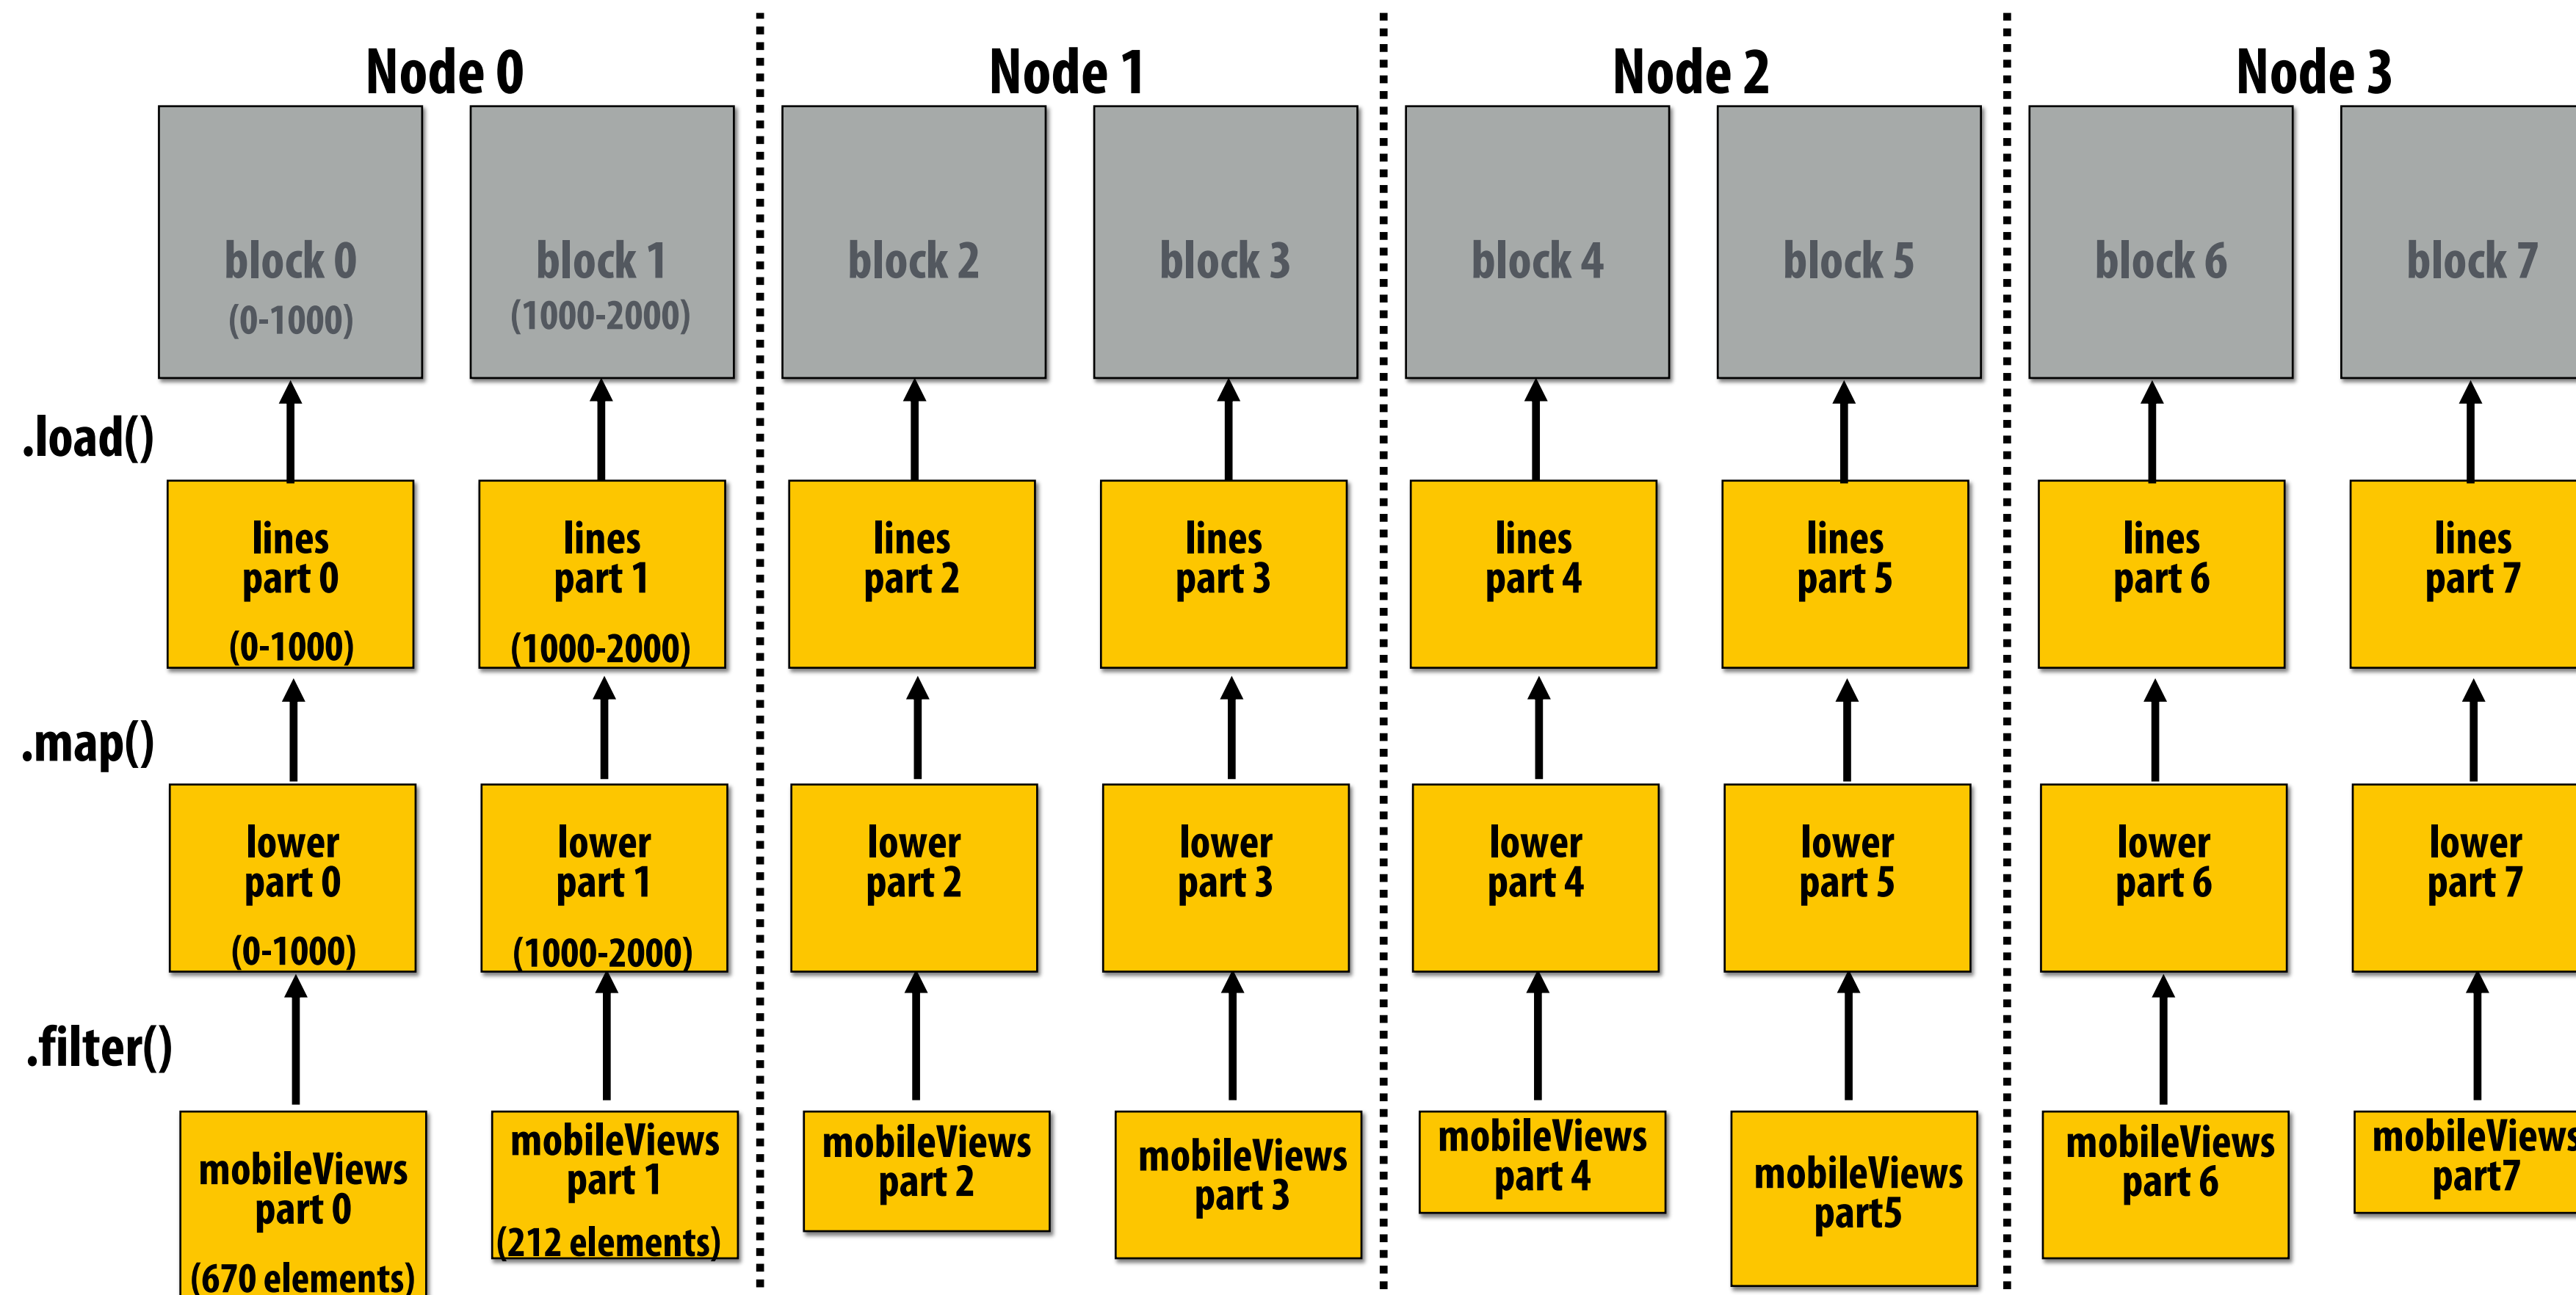 Node 0
Node 1
Node 2
Node 3
block 0
(0-1000)
block 1
(1000-2000)
block 2
block 3
block 4
block 5
block 6
block 7
.load()
lines
part 0
(0-1000)
lines
part 1
(1000-2000)
lines
part 2
lines
part 3
lines
part 4
lines
part 5
lines
part 6
lines
part 7
.map()
lower
part 0
(0-1000)
lower
part 1
(1000-2000)
lower
part 2
lower
part 3
lower
part 4
lower
part 5
lower
part 6
lower
part 7
.filter()
mobileViews
part 0
(670 elements)
mobileViews
part 1
(212 elements)
mobileViews
part 2
mobileViews
part 3
mobileViews
part 4
mobileViews
part5
mobileViews
part 6
mobileViews
part7